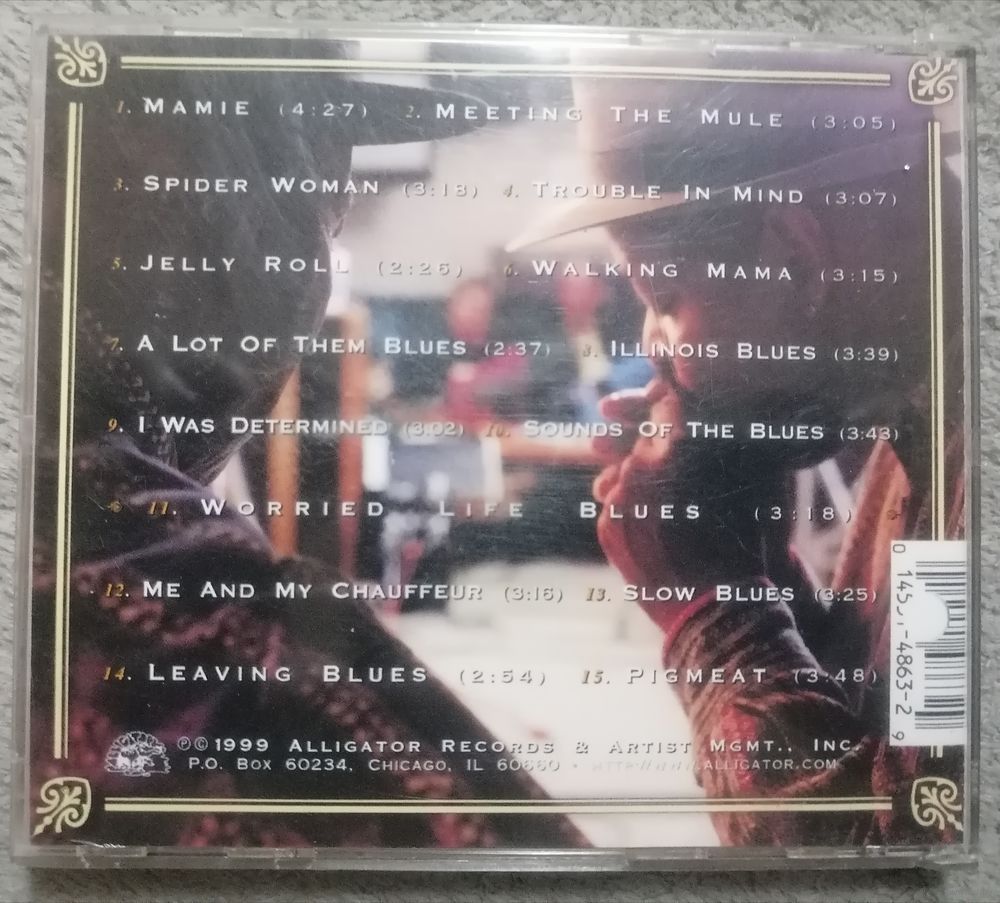 1. MAMIE (4:27) 2. MEETING THE MULE (3:05)
3. SPIDER WOMAN (3:18) 4. TROUBLE IN MIND (3:07)
5. JELLY ROLL (2:26) 6. WALKING MAMA (3:15)
7. A LOT OF THEM BLUES (2:37) 8. ILLINOIS BLUES (3:39)
9. I WAS DETERMINED (3:02) 10. SOUNDS OF THE BLUES (3:43)
11. WORRIED LIFE BLUES (3:18)
12. ME AND MY CHAUFFEUR (3:16) 13. SLOW BLUES (3:25)
14. LEAVING BLUES (2:54) 15. PIGMEAT (3:48)
℗©1999 ALLIGATOR RECORDS & ARTIST MGMT., INC.
P.O. BOX 60234, CHICAGO, IL 60660 • HTTP://WWW.ALLIGATOR.COM
-4863-2 9